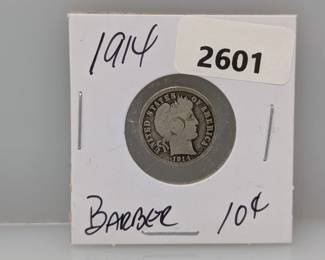 1914
2601
UNITED STATES OF AMERICA
1914
BARBER 10¢